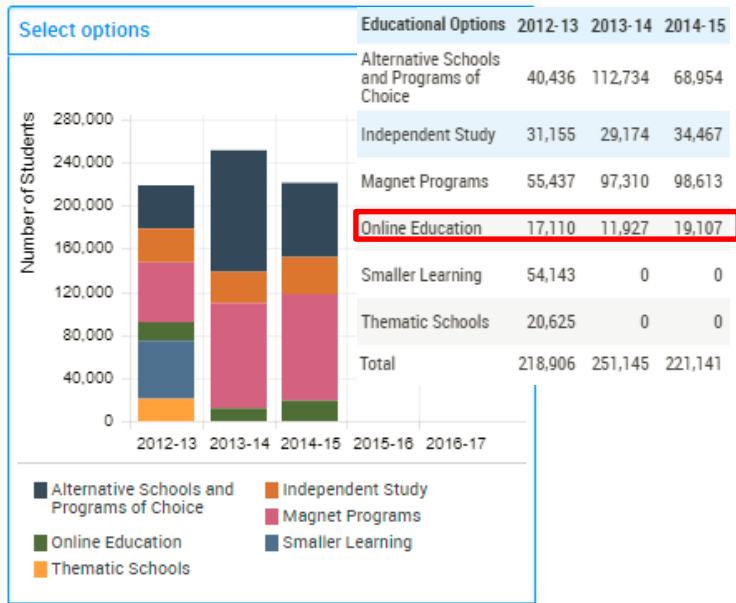 Select options
Number of Students
280,000
240,000
200,000
160,000
120,000
80,000
40,000
0
2012-13 2013-14 2014-15 2015-16 2016-17
Alternative Schools and
Programs of Choice
Online Education
Thematic Schools
Independent Study
Magnet Programs
Smaller Learning
Educational Options 2012-13 2013-14 2014-15
Alternative Schools
and Programs of
Choice
40,436 112,734 68,954
Independent Study 31,155 29,174 34,467
Magnet Programs 55,437 97,310 98,613
Online Education 17,110 11,927 19,107
Smaller Learning 54,143 0 0
Thematic Schools 20,625 0 0
Total 218,906 251,145 221,141